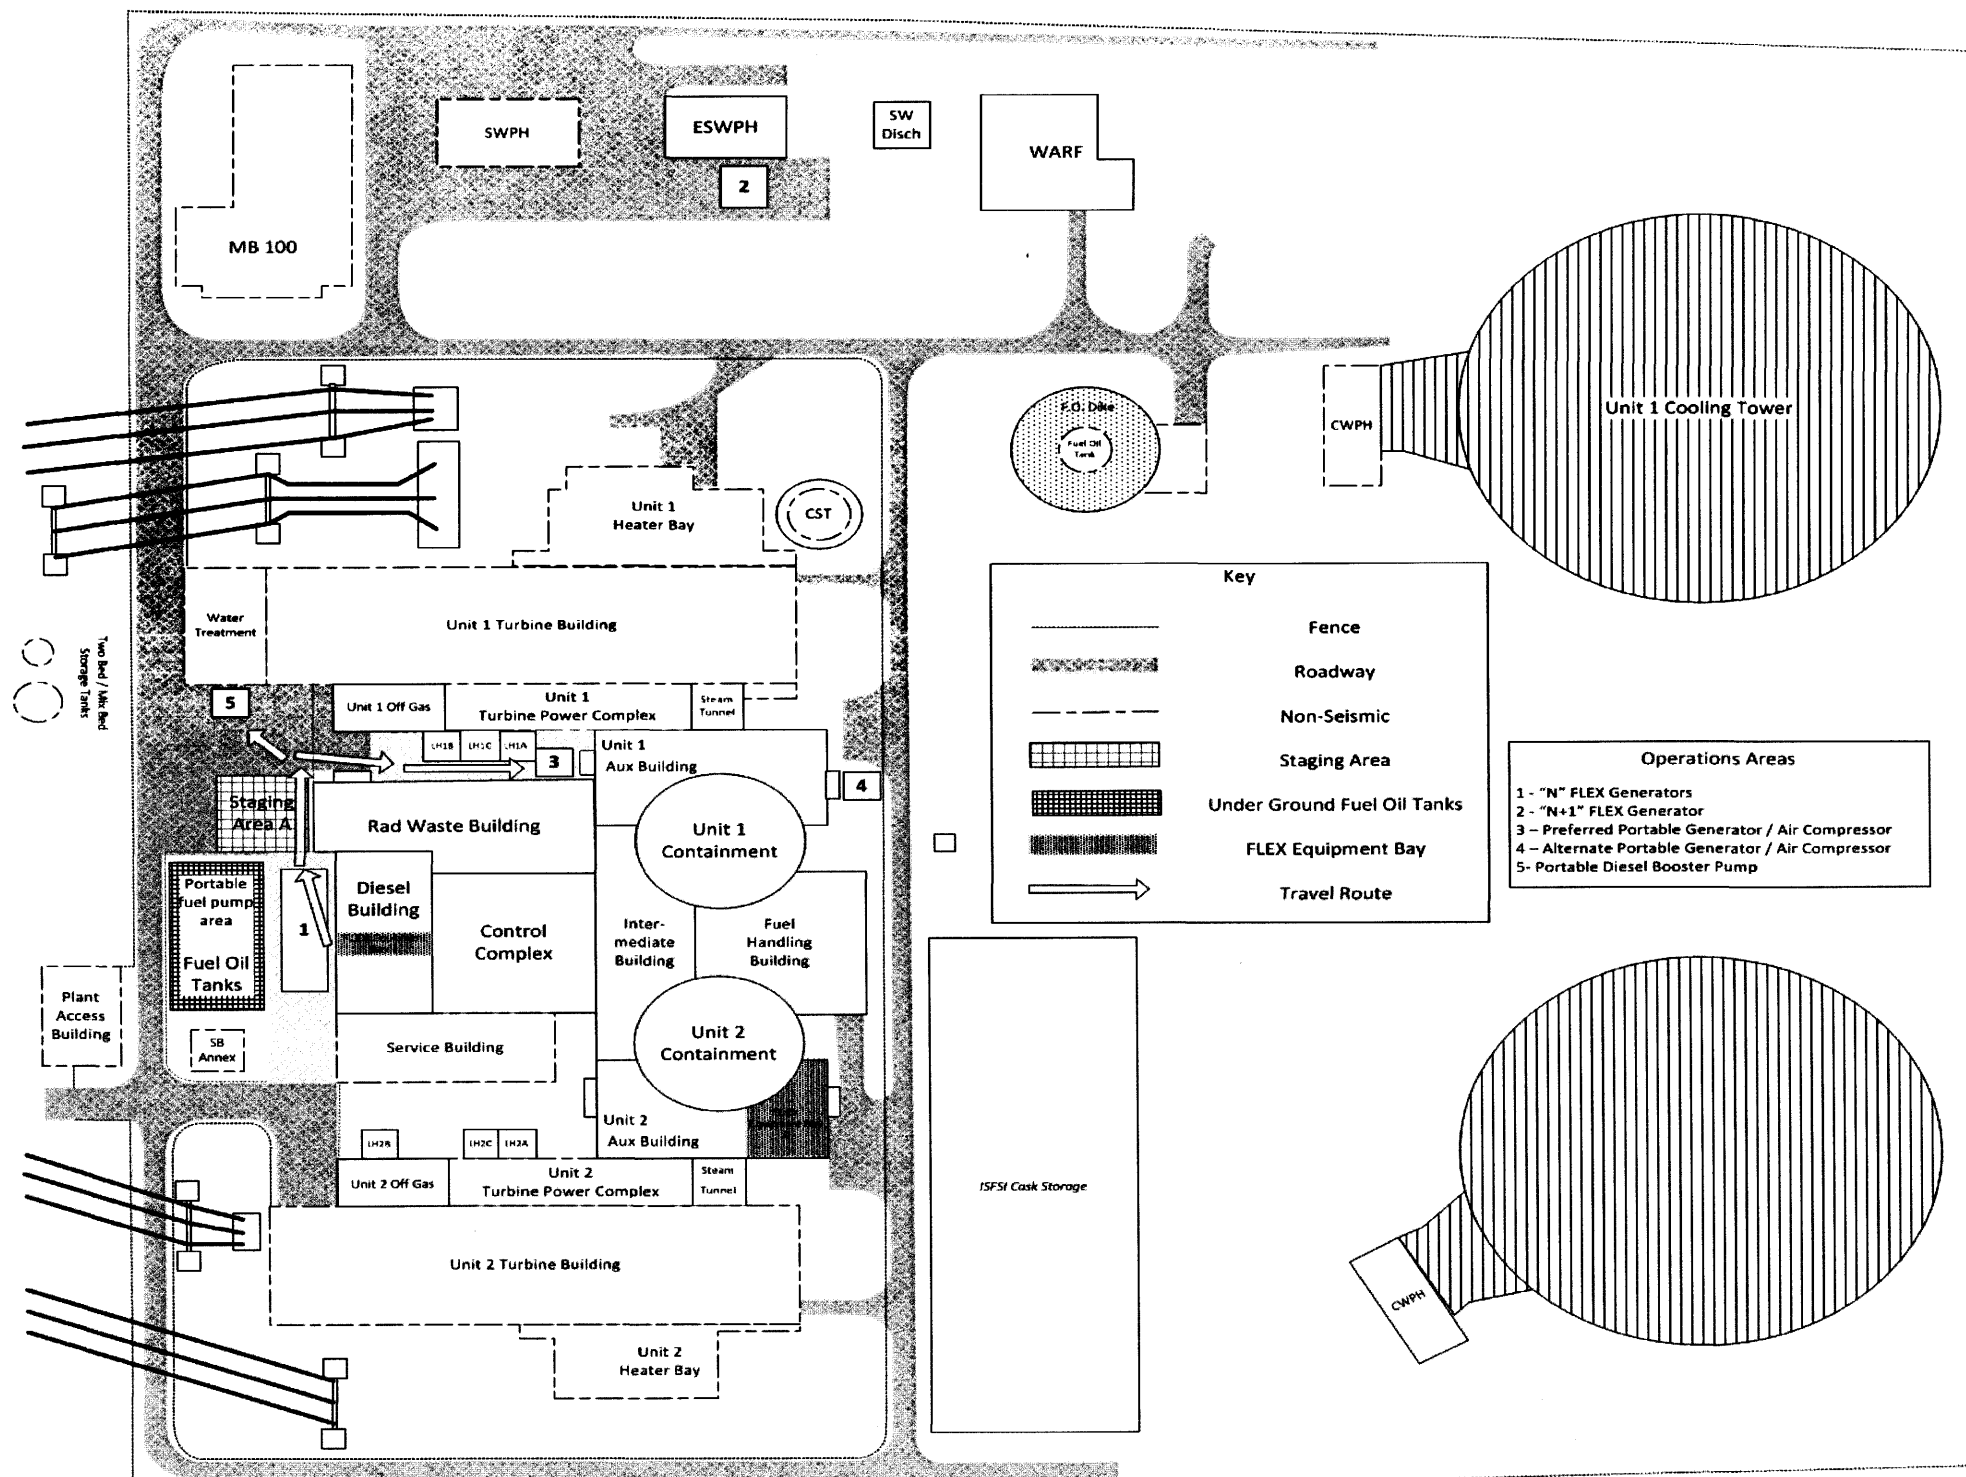 SWPH
ESWPH
SW
Disch
WARF
2
MB 100
Unit 1 Cooling Tower
CWPH
F.O. Dike
Fuel Oil
Tank
Unit 1
Heater Bay
CST
Water
Treatment
Unit 1 Turbine Building
Two Bed / Mix Bed
Storage Tanks
5
Unit 1 Off Gas
Unit 1
Turbine Power Complex
Steam
Tunnel
LH1B
LH1C
LH1A
3
Unit 1
Aux Building
4
Staging
Area A
Rad Waste Building
Unit 1
Containment
Portable
fuel pump
area
Fuel Oil
Tanks
1
Diesel
Building
Control
Complex
Inter-
mediate
Building
Fuel
Handling
Building
Plant
Access
Building
SB
Annex
Service Building
Unit 2
Containment
Unit 2
Aux Building
LH2B
LH2C
LH2A
Unit 2 Off Gas
Unit 2
Turbine Power Complex
Steam
Tunnel
Unit 2 Turbine Building
Unit 2
Heater Bay
ISFSI Cask Storage
CWPH
Key
Fence
Roadway
Non-Seismic
Staging Area
Under Ground Fuel Oil Tanks
FLEX Equipment Bay
Travel Route
Operations Areas
1 - "N" FLEX Generators
2 - "N+1" FLEX Generator
3 – Preferred Portable Generator / Air Compressor
4 – Alternate Portable Generator / Air Compressor
5- Portable Diesel Booster Pump